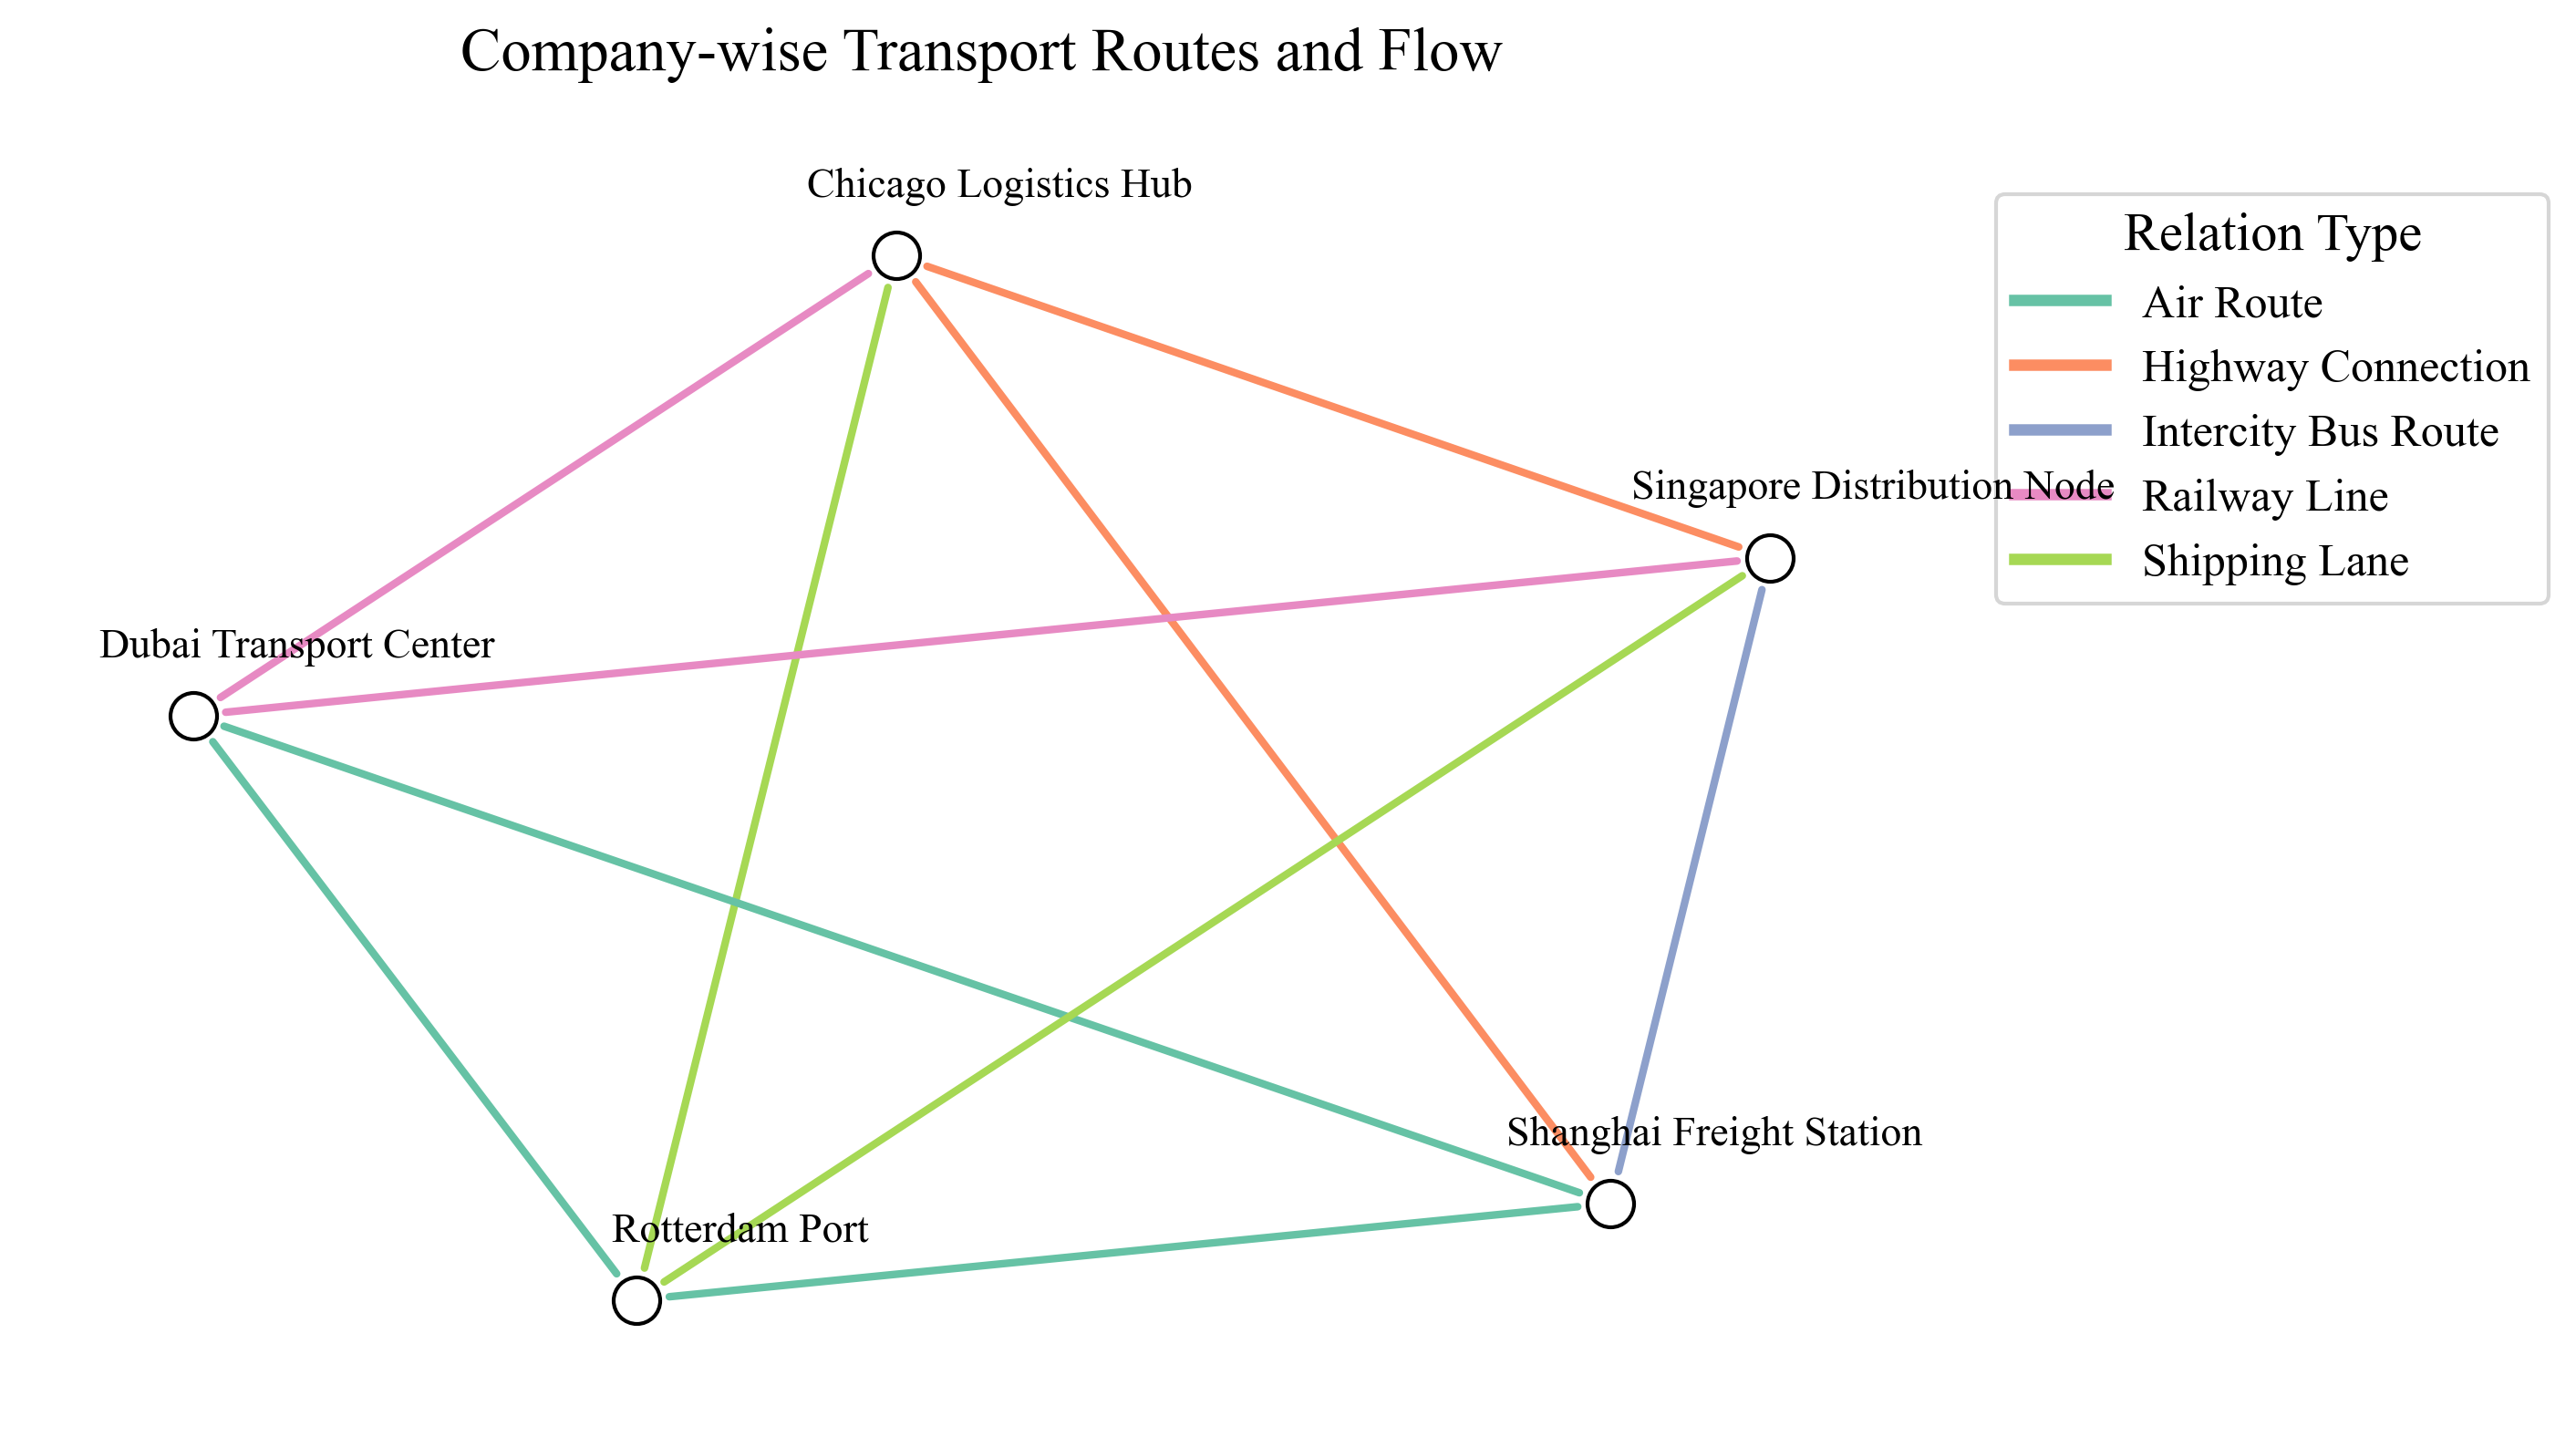 Company-wise Transport Routes and Flow
Chicago Logistics Hub
Relation Type
Air Route
Highway Connection
Intercity Bus Route
Singapore Distribution Node
Railway Line
Shipping Lane
Dubai Transport Center
Shanghai Freight Station
Rotterdam Port